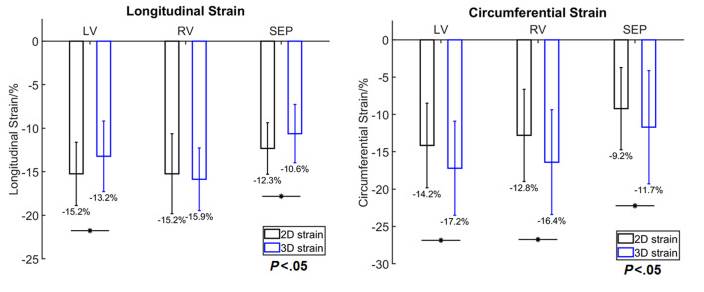 Longitudinal Strain
LV RV SEP
0
-5
-10
-15
-20
-25
Longitudinal Strain/%
-15.2%
-13.2%
-15.2%
-15.9%
-12.3%
-10.6%
2D strain
3D strain
P<.05
Circumferential Strain
LV RV SEP
0
-5
-10
-15
-20
-25
-30
Circumferential Strain/%
-14.2%
-17.2%
-12.8%
-16.4%
-9.2%
-11.7%
2D strain
3D strain
P<.05